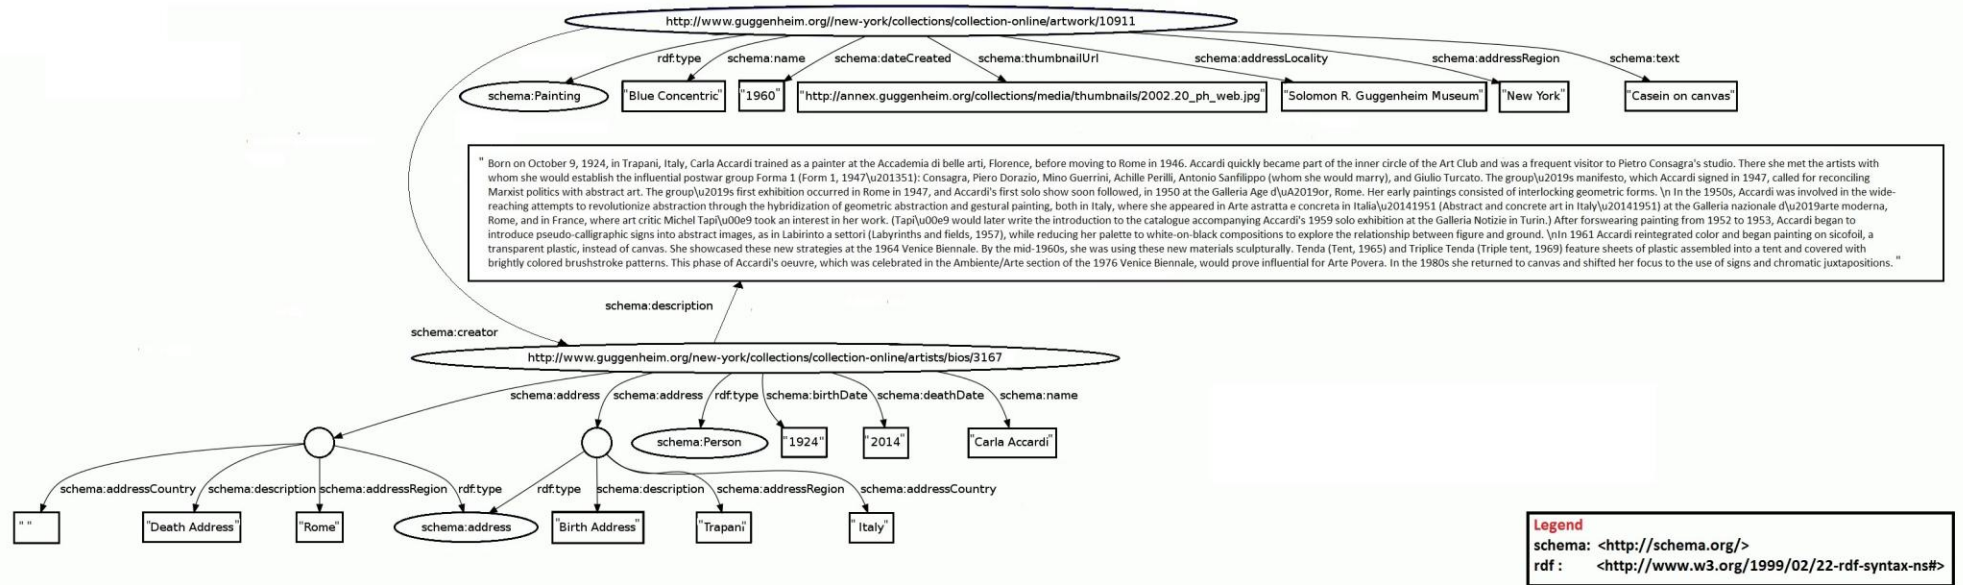 http://www.guggenheim.org//new-york/collections/collection-online/artwork/10911
rdf:type
schema:name
schema:dateCreated
schema:thumbnailUrl
schema:addressLocality
schema:addressRegion
schema:text
schema:Painting
"Blue Concentric"
"1960"
"http://annex.guggenheim.org/collections/media/thumbnails/2002.20_ph_web.jpg"
"Solomon R. Guggenheim Museum"
"New York"
"Casein on canvas"
" Born on October 9, 1924, in Trapani, Italy, Carla Accardi trained as a painter at the Accademia di belle arti, Florence, before moving to Rome in 1946. Accardi quickly became part of the inner circle of the Art Club and was a frequent visitor to Pietro Consagra's studio. There she met the artists with
whom she would establish the influential postwar group Forma 1 (Form 1, 1947\u201351): Consagra, Piero Dorazio, Mino Guerrini, Achille Perilli, Antonio Sanfilippo (whom she would marry), and Giulio Turcato. The group\u2019s manifesto, which Accardi signed in 1947, called for reconciling
Marxist politics with abstract art. The group\u2019s first exhibition occurred in Rome in 1947, and Accardi's first solo show soon followed, in 1950 at the Galleria Age d\uA2019or, Rome. Her early paintings consisted of interlocking geometric forms. \n In the 1950s, Accardi was involved in the wide-
reaching attempts to revolutionize abstraction through the hybridization of geometric abstraction and gestural painting, both in Italy, where she appeared in Arte astratta e concreta in Italia\u20141951 (Abstract and concrete art in Italy\u20141951) at the Galleria nazionale d\u2019arte moderna,
Rome, and in France, where art critic Michel Tapi\u00e9 took an interest in her work. (Tapi\u00e9 would later write the introduction to the catalogue accompanying Accardi's 1959 solo exhibition at the Galleria Notizie in Turin.) After forswearing painting from 1952 to 1953, Accardi began to
introduce pseudo-calligraphic signs into abstract images, as in Labirinto a settori (Labyrinths and fields, 1957), while reducing her palette to white-on-black compositions to explore the relationship between figure and ground. \nIn 1961 Accardi reintegrated color and began painting on sicofoil, a
transparent plastic, instead of canvas. She showcased these new strategies at the 1964 Venice Biennale. By the mid-1960s, she was using these new materials sculpturally. Tenda (Tent, 1965) and Triplice Tenda (Triple tent, 1969) feature sheets of plastic assembled into a tent and covered with
brightly colored brushstroke patterns. This phase of Accardi's oeuvre, which was celebrated in the Ambiente/Arte section of the 1976 Venice Biennale, would prove influential for Arte Povera. In the 1980s she returned to canvas and shifted her focus to the use of signs and chromatic juxtapositions. "
schema:description
schema:creator
http://www.guggenheim.org/new-york/collections/collection-online/artists/bios/3167
schema:address
schema:address
rdf:type
schema:birthDate
schema:deathDate
schema:name
schema:Person
"1924"
"2014"
"Carla Accardi"
schema:addressCountry
schema:description
schema:addressRegion
rdf:type
rdf:type
schema:description
schema:addressRegion
schema:addressCountry
" "
"Death Address"
"Rome"
schema:address
"Birth Address"
"Trapani"
" Italy"
Legend
schema: <http://schema.org/>
rdf : <http://www.w3.org/1999/02/22-rdf-syntax-ns#>